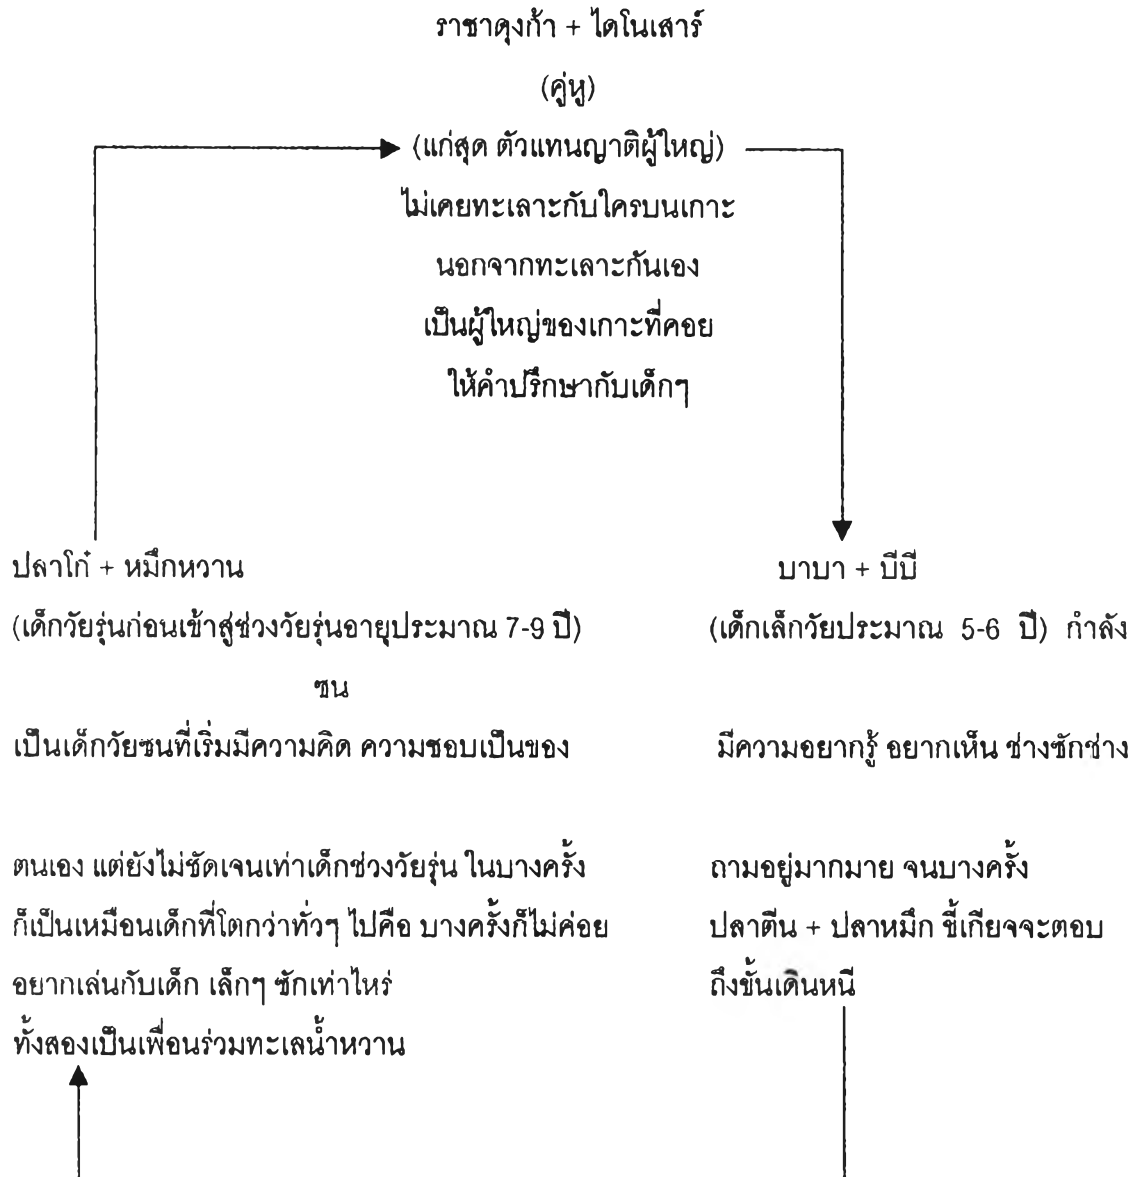 ราชาดุงก้า + ไดโนเสาร์
(คู่หู)
(แก่สุด ตัวแทนญาติผู้ใหญ่)
ไม่เคยทะเลาะกับใครบนเกาะ
นอกจากทะเลาะกันเอง
เป็นผู้ใหญ่ของเกาะที่คอย
ให้คำปรึกษากับเด็กๆ
ปลาโก๋ + หมึกหวาน
(เด็กวัยรุ่นก่อนเข้าสู่ช่วงวัยรุ่นอายุประมาณ 7-9 ปี)
ซน
เป็นเด็กวัยซนที่เริ่มมีความคิด ความชอบเป็นของ
ตนเอง แต่ยังไม่ชัดเจนเท่าเด็กช่วงวัยรุ่น ในบางครั้ง
ก็เป็นเหมือนเด็กที่โตกว่าทั่วๆ ไปคือ บางครั้งก็ไม่ค่อย
อยากเล่นกับเด็ก เล็กๆ ซักเท่าไหร่
ทั้งสองเป็นเพื่อนร่วมทะเลน้ำหวาน
บาบา + บีบี
(เด็กเล็กวัยประมาณ 5-6 ปี) กำลัง
มีความอยากรู้ อยากเห็น ช่างซักช่าง
ถามอยู่มากมาย จนบางครั้ง
ปลาตีน + ปลาหมึก ขี้เกียจจะตอบ
ถึงขั้นเดินหนี